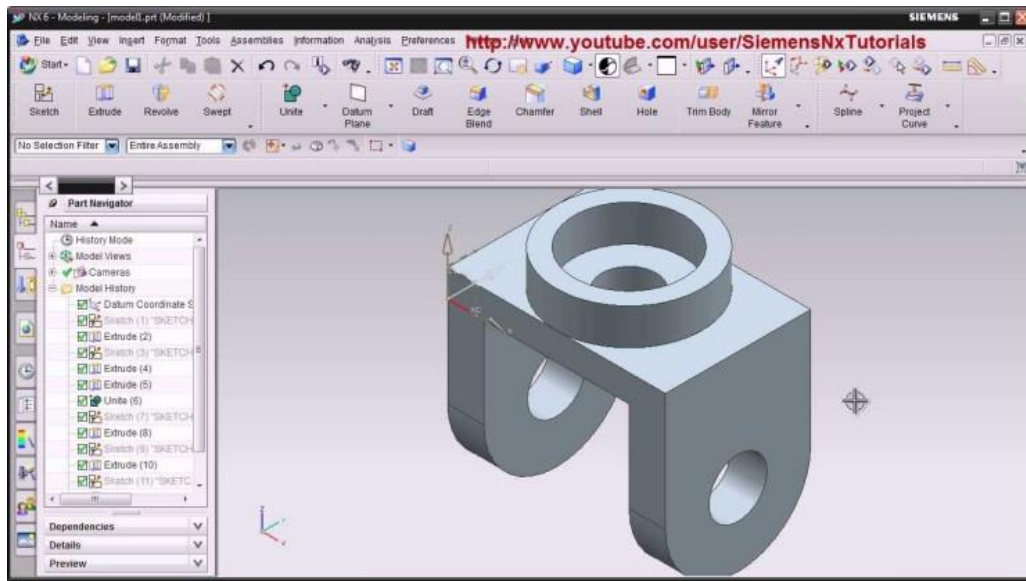 NX 6 - Modeling - [model1.prt (Modified) ]
SIEMENS
File Edit View Insert Format Tools Assemblies Information Analysis Preferences
http://www.youtube.com/user/SiemensNxTutorials
Start
Sketch Extrude Revolve Swept Unite Datum Plane Draft Edge Blend Chamfer Shell Hole Trim Body Mirror Feature Spline Project Curve
No Selection Filter Entire Assembly
Part Navigator
Name
History Mode
Model Views
Cameras
Model History
Datum Coordinate S
Sketch (1) "SKETCH
Extrude (2)
Sketch (3) "SKETCH
Extrude (4)
Extrude (5)
Unite (6)
Sketch (7) "SKETCH
Extrude (8)
Sketch (9) "SKETCH
Extrude (10)
Sketch (11) "SKETC
Dependencies
Details
Preview